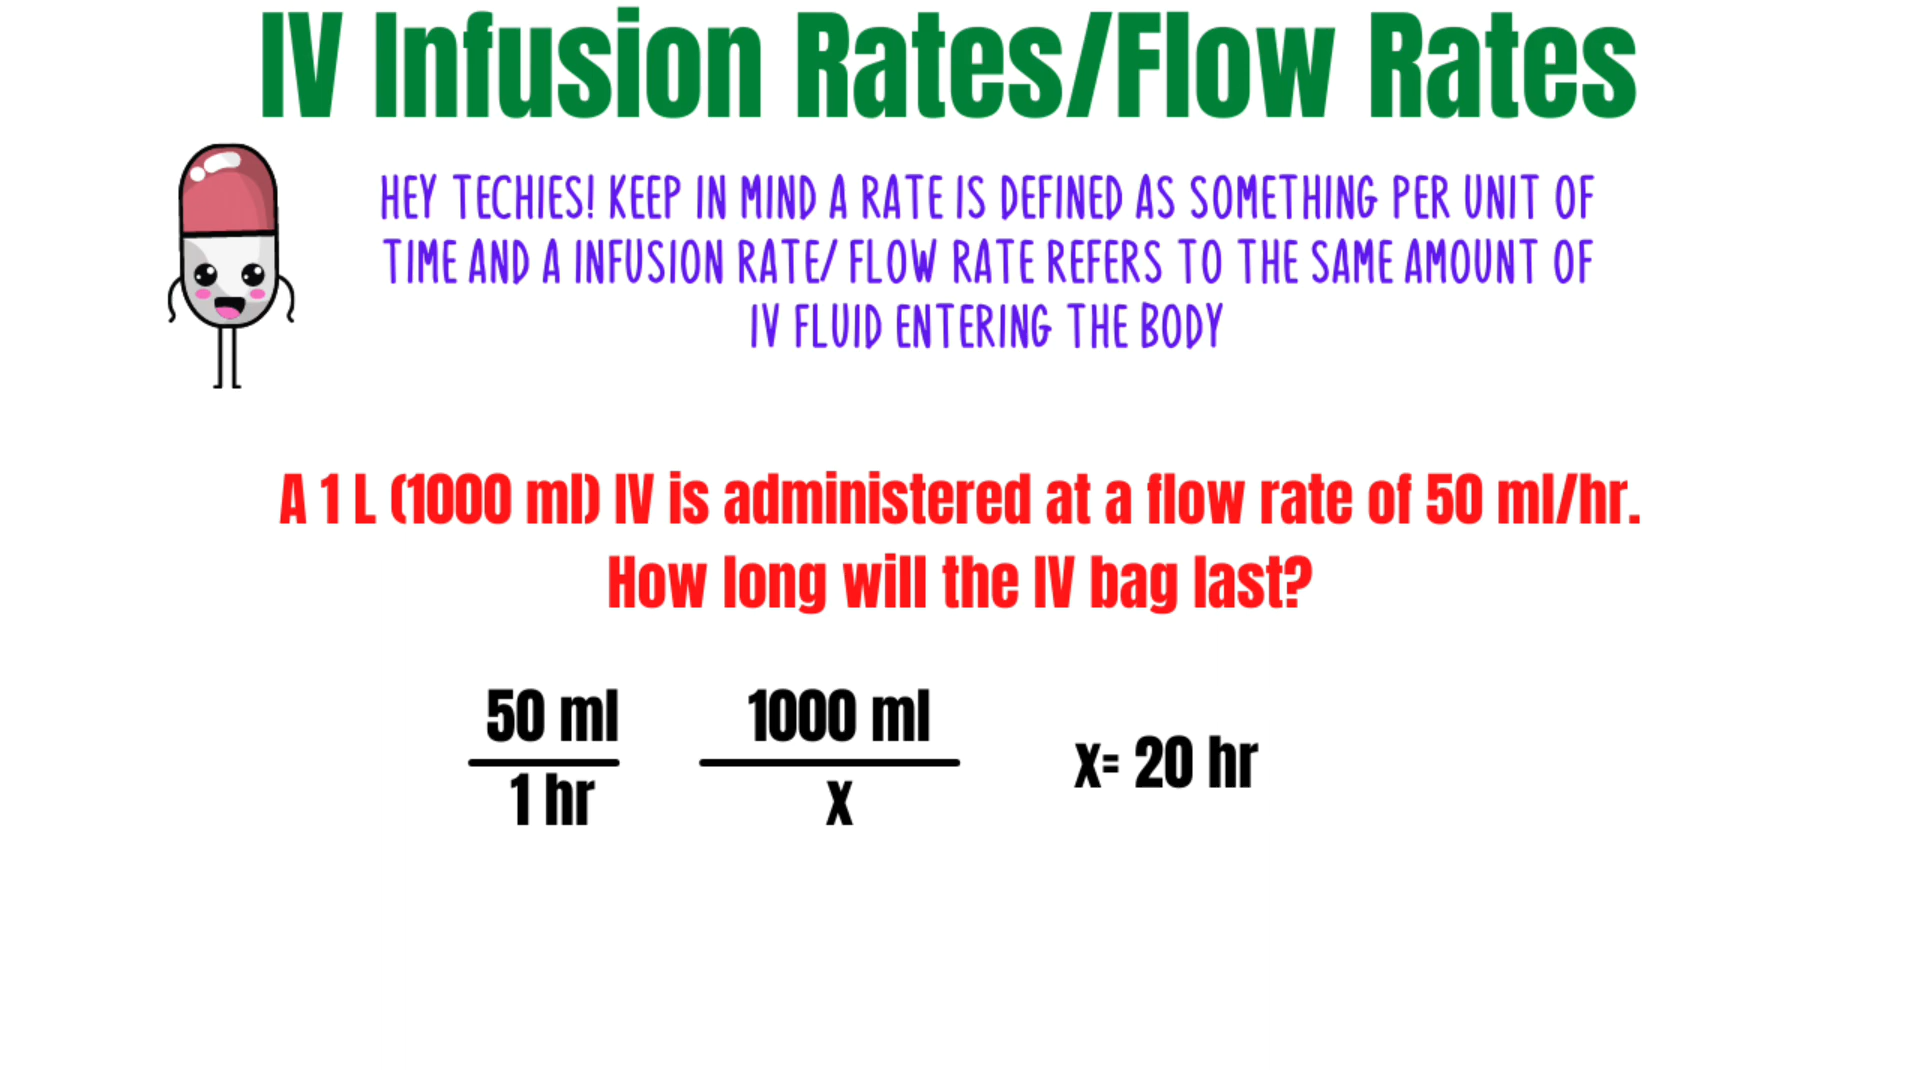 IV Infusion Rates/Flow Rates
HEY TECHIES! KEEP IN MIND A RATE IS DEFINED AS SOMETHING PER UNIT OF
TIME AND A INFUSION RATE/ FLOW RATE REFERS TO THE SAME AMOUNT OF
IV FLUID ENTERING THE BODY
A 1 L (1000 ml) IV is administered at a flow rate of 50 ml/hr.
How long will the IV bag last?
50 ml 1000 ml
x= 20 hr
1 hr x